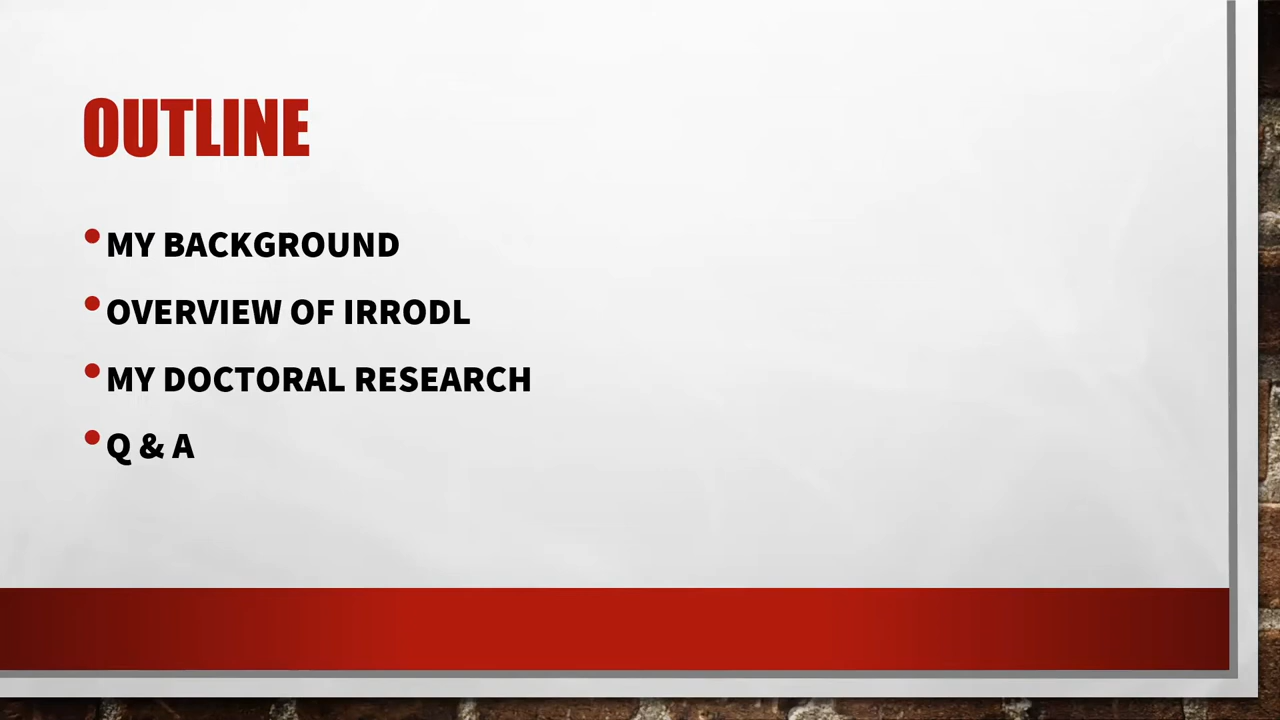 OUTLINE
•MY BACKGROUND
•OVERVIEW OF IRRODL
•MY DOCTORAL RESEARCH
•Q & A